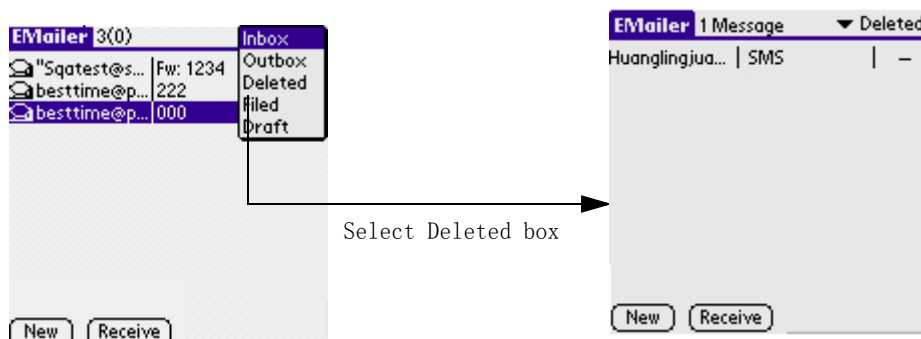 EMailer 3(0)
Inbox
Outbox
Deleted
Filed
Draft
"Sqatest@s... Fw: 1234
besttime@p... 222
besttime@p... 000
New Receive
Select Deleted box
EMailer 1 Message Deleted
Huanglingjua... SMS –
New Receive